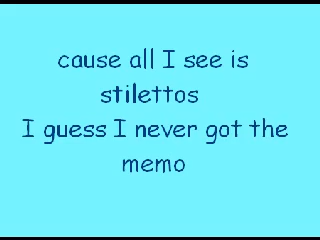 cause all I see is
stilettos
I guess I never got the
memo